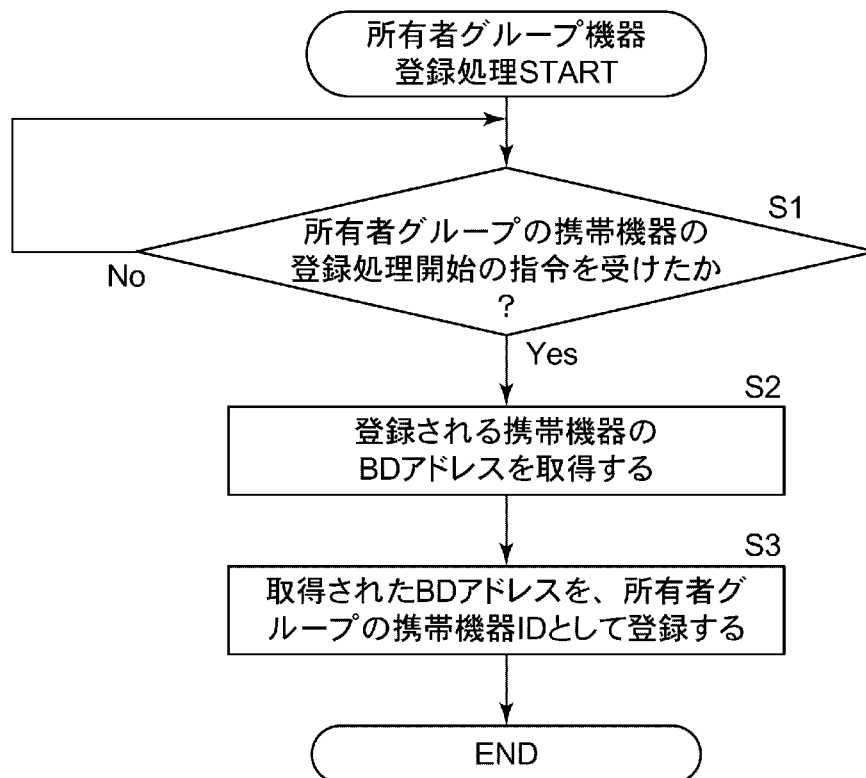 所有者グループ機器
登録処理START
S1
所有者グループの携帯機器の
登録処理開始の指令を受けたか
?
No
Yes
S2
登録される携帯機器の
BDアドレスを取得する
S3
取得されたBDアドレスを、所有者グ
ループの携帯機器IDとして登録する
END